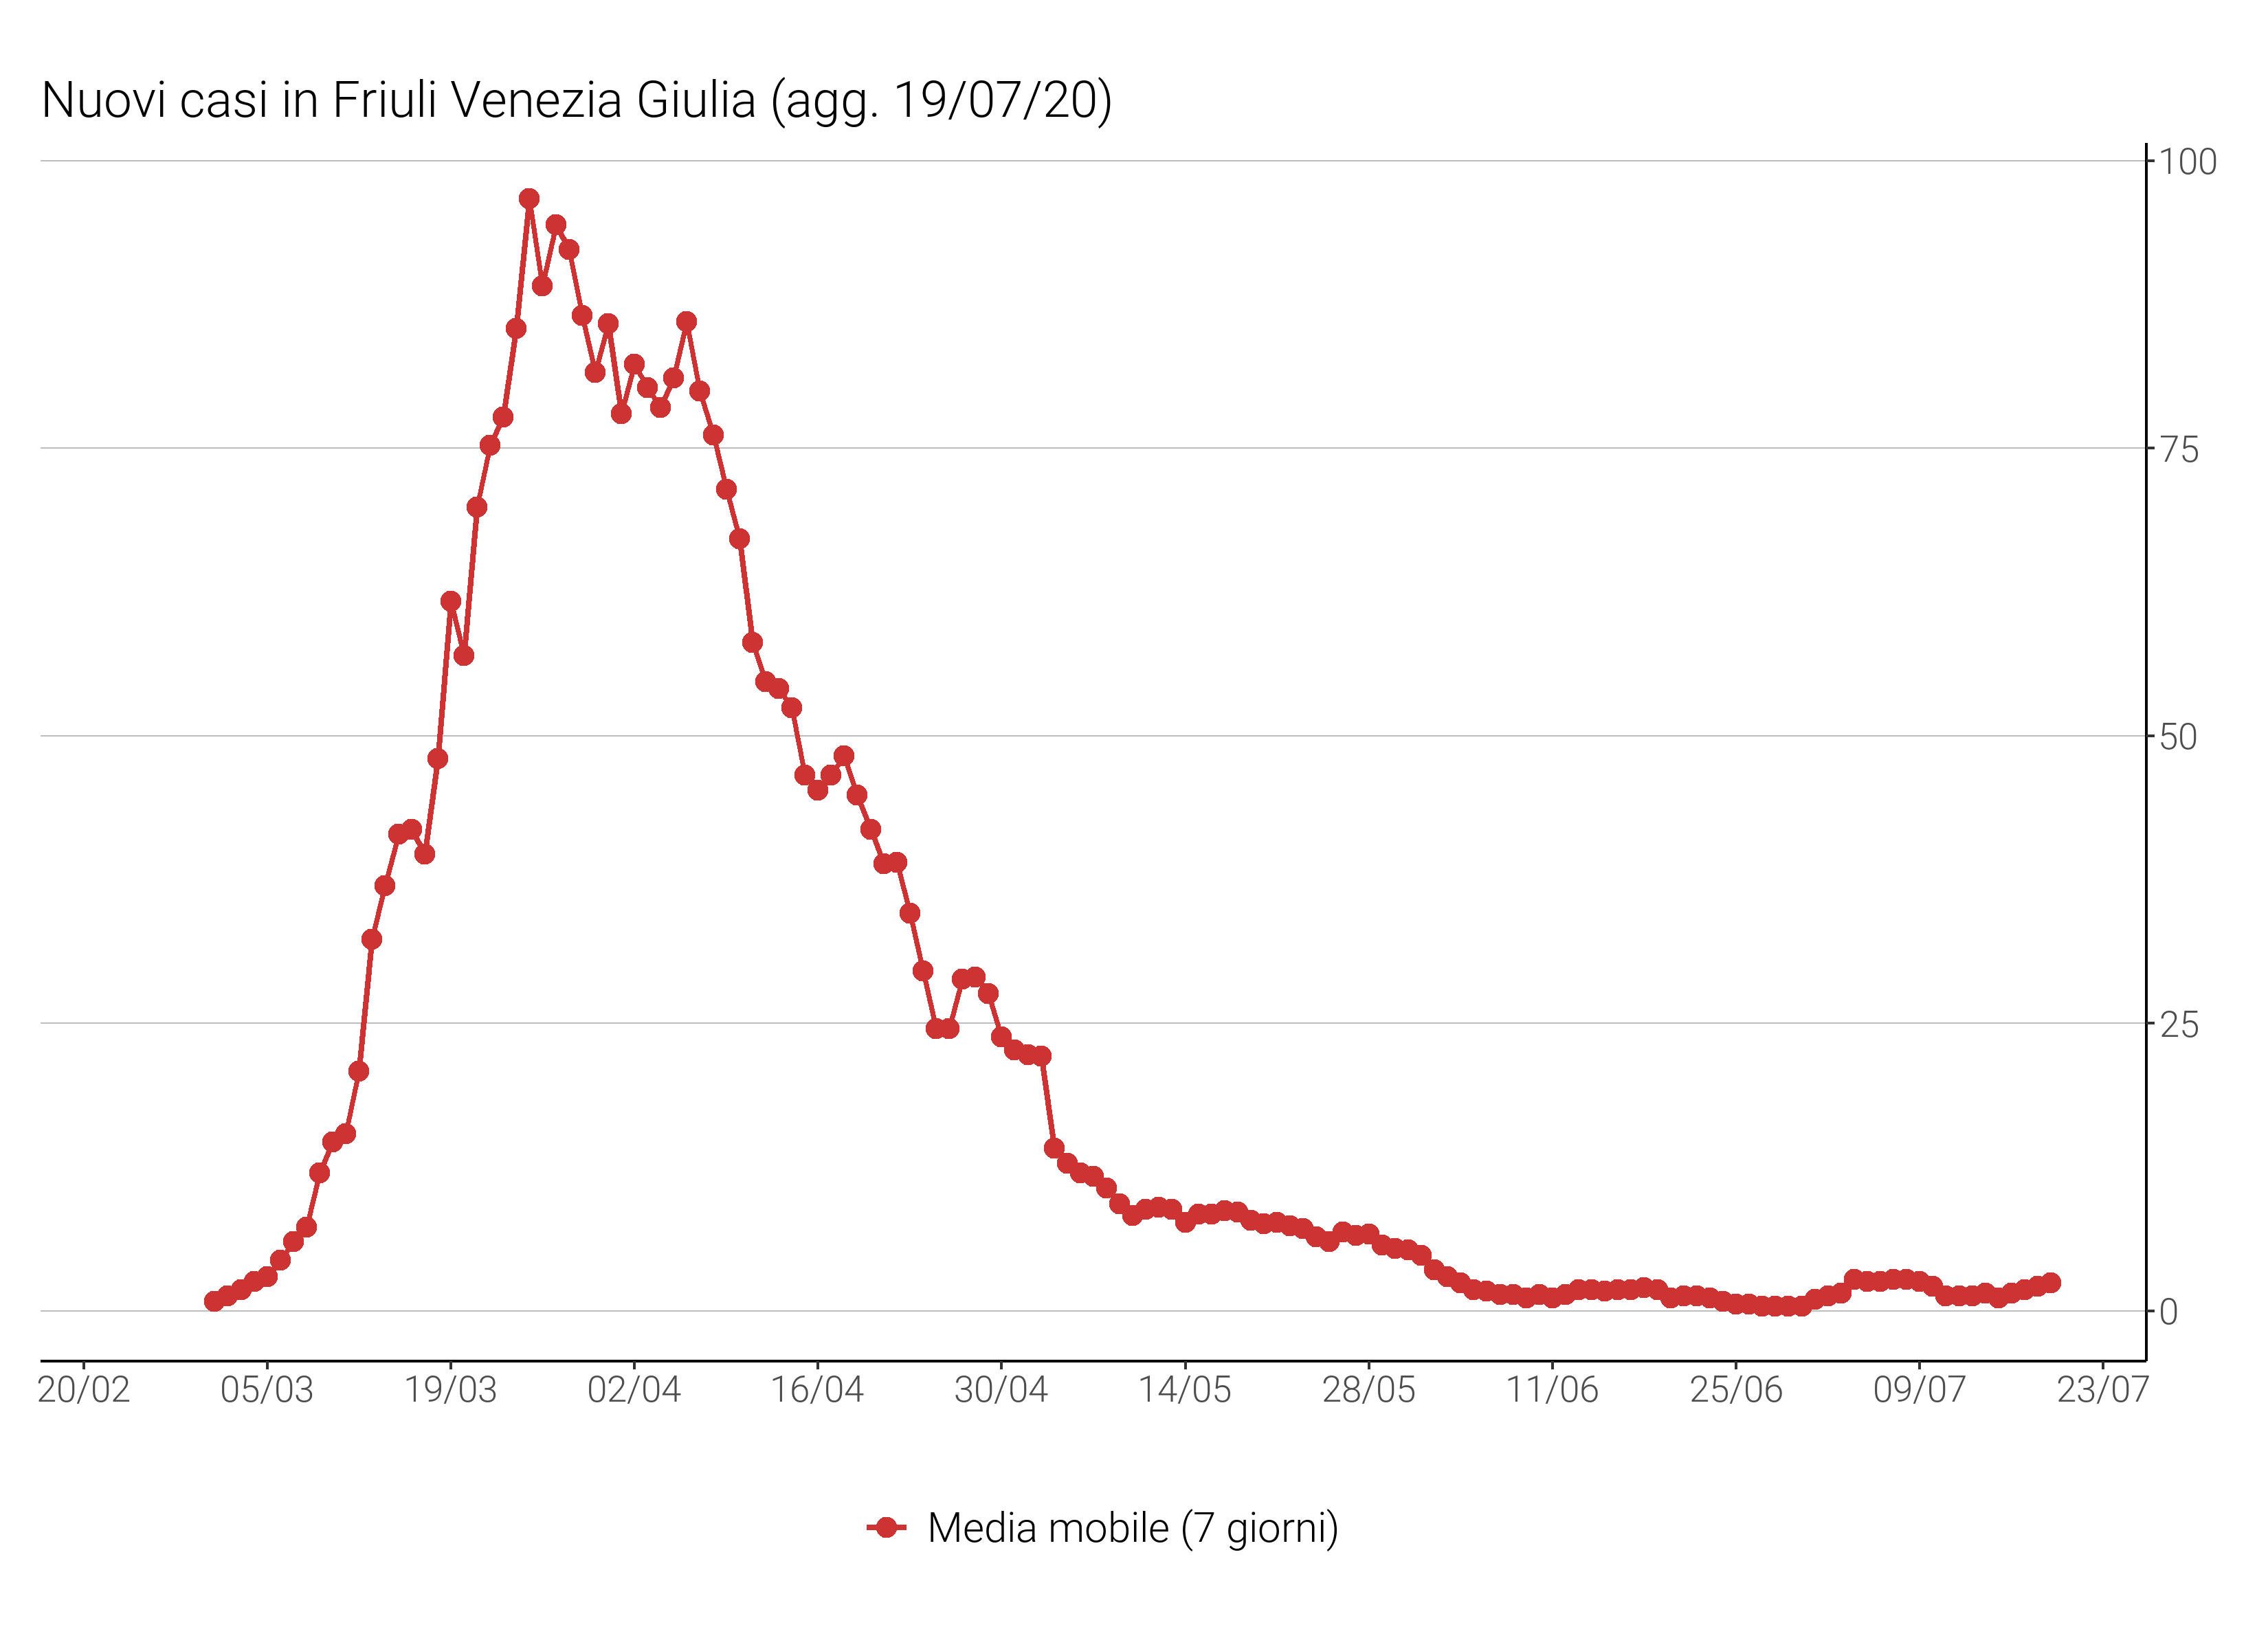 Nuovi casi in Friuli Venezia Giulia (agg. 19/07/20)
100
75
50
25
0
20/02 05/03 19/03 02/04 16/04 30/04 14/05 28/05 11/06 25/06 09/07 23/07
Media mobile (7 giorni)